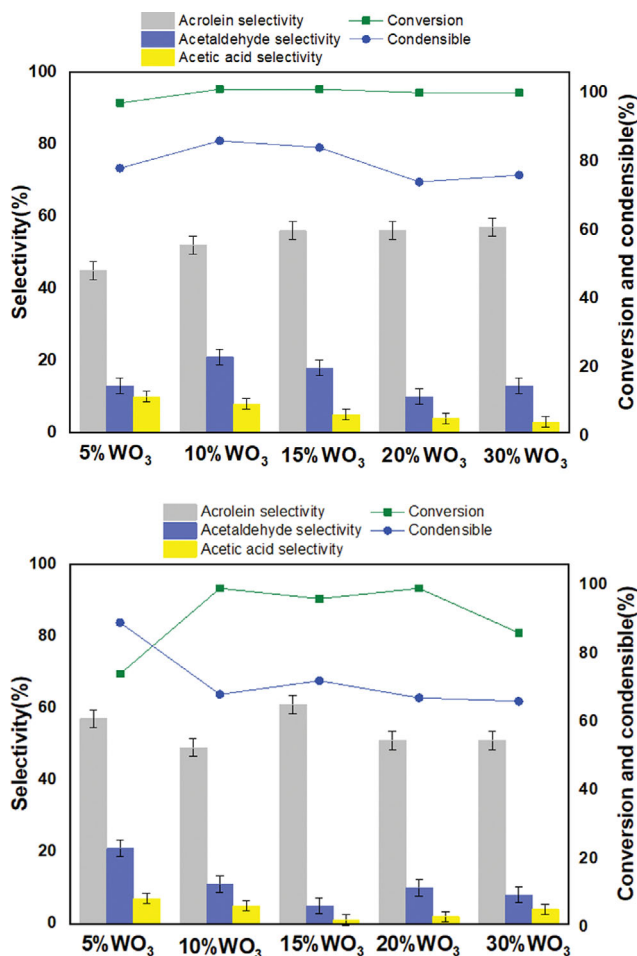 Acrolein selectivity Conversion
Acetaldehyde selectivity Condensible
Acetic acid selectivity
Selectivity(%)
100
80
60
40
20
0
5%WO₃ 10%WO₃ 15%WO₃ 20%WO₃ 30%WO₃
100
80
60
40
20
0
Conversion and condensible(%)
Acrolein selectivity Conversion
Acetaldehyde selectivity Condensible
Acetic acid selectivity
Selectivity(%)
100
80
60
40
20
0
5%WO₃ 10%WO₃ 15%WO₃ 20%WO₃ 30%WO₃
100
80
60
40
20
0
Conversion and condensible(%)